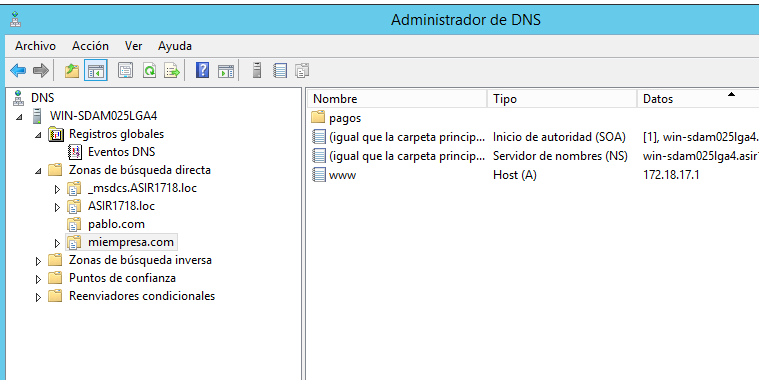 Administrador de DNS
Archivo Acción Ver Ayuda
DNS
WIN-SDAM025LGA4
Registros globales
Eventos DNS
Zonas de búsqueda directa
_msdcs.ASIR1718.loc
ASIR1718.loc
pablo.com
miempresa.com
Zonas de búsqueda inversa
Puntos de confianza
Reenviadores condicionales
Nombre Tipo Datos
pagos
(igual que la carpeta princip... Inicio de autoridad (SOA) [1], win-sdam025lga4.
(igual que la carpeta princip... Servidor de nombres (NS) win-sdam025lga4.asir
www Host (A) 172.18.17.1